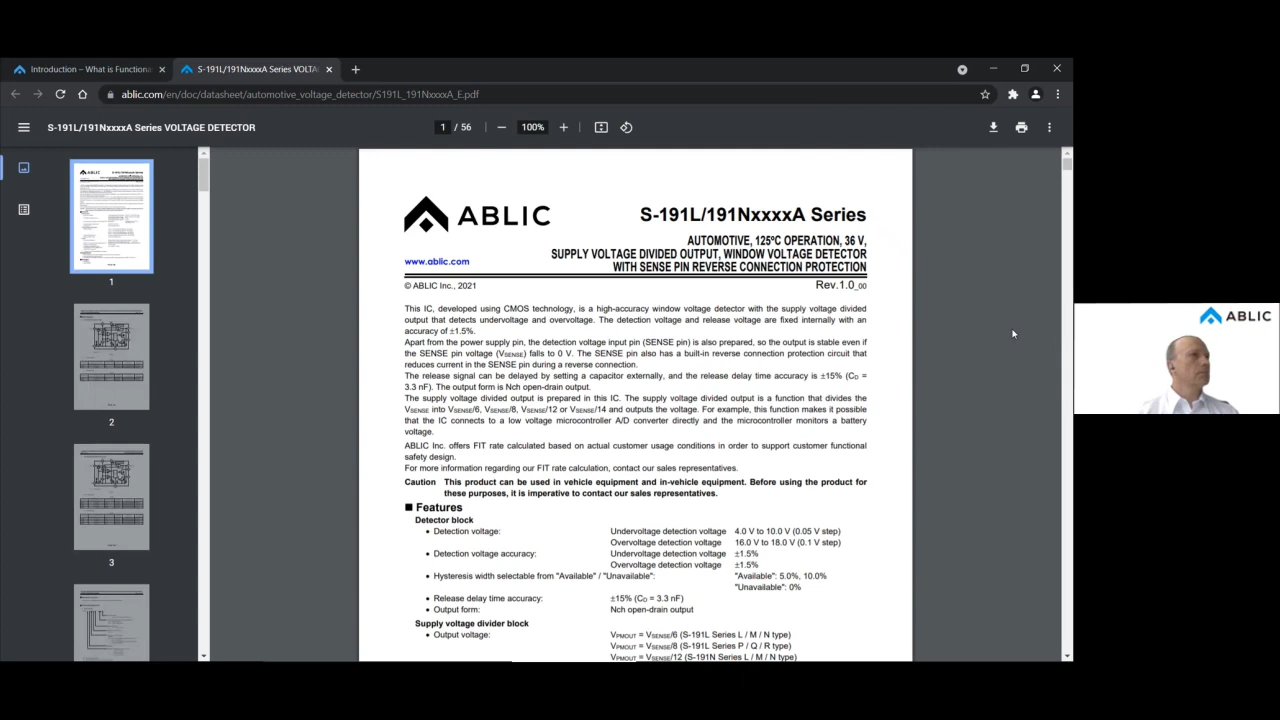 Introduction – What is Functiona
S-191L/191NxxxxA Series VOLTA
ablic.com/en/doc/datasheet/automotive_voltage_detector/S191L_191NxxxxA_E.pdf
S-191L/191NxxxxA Series VOLTAGE DETECTOR
1 / 56
100%
1
2
3
ABLIC
S-191L/191NxxxxA Series
AUTOMOTIVE, 125°C OPERATION, 36 V,
SUPPLY VOLTAGE DIVIDED OUTPUT, WINDOW VOLTAGE DETECTOR
www.ablic.com
WITH SENSE PIN REVERSE CONNECTION PROTECTION
© ABLIC Inc., 2021
Rev.1.0_00
This IC, developed using CMOS technology, is a high-accuracy window voltage detector with the supply voltage divided
output that detects undervoltage and overvoltage. The detection voltage and release voltage are fixed internally with an
accuracy of ±1.5%.
Apart from the power supply pin, the detection voltage input pin (SENSE pin) is also prepared, so the output is stable even if
the SENSE pin voltage (VSENSE) falls to 0 V. The SENSE pin also has a built-in reverse connection protection circuit that
reduces current in the SENSE pin during a reverse connection.
The release signal can be delayed by setting a capacitor externally, and the release delay time accuracy is ±15% (CD =
3.3 nF). The output form is Nch open-drain output.
The supply voltage divided output is prepared in this IC. The supply voltage divided output is a function that divides the
VSENSE into VSENSE/6, VSENSE/8, VSENSE/12 or VSENSE/14 and outputs the voltage. For example, this function makes it possible
that the IC connects to a low voltage microcontroller A/D converter directly and the microcontroller monitors a battery
voltage.
ABLIC Inc. offers FIT rate calculated based on actual customer usage conditions in order to support customer functional
safety design.
For more information regarding our FIT rate calculation, contact our sales representatives.
Caution This product can be used in vehicle equipment and in-vehicle equipment. Before using the product for
these purposes, it is imperative to contact our sales representatives.
■ Features
Detector block
• Detection voltage: Undervoltage detection voltage 4.0 V to 10.0 V (0.05 V step)
Overvoltage detection voltage 16.0 V to 18.0 V (0.1 V step)
• Detection voltage accuracy: Undervoltage detection voltage ±1.5%
Overvoltage detection voltage ±1.5%
• Hysteresis width selectable from "Available" / "Unavailable": "Available": 5.0%, 10.0%
"Unavailable": 0%
• Release delay time accuracy: ±15% (CD = 3.3 nF)
• Output form: Nch open-drain output
Supply voltage divider block
• Output voltage: VPMOUT = VSENSE/6 (S-191L Series L / M / N type)
VPMOUT = VSENSE/8 (S-191L Series P / Q / R type)
VPMOUT = VSENSE/12 (S-191N Series L / M / N type)
ABLIC